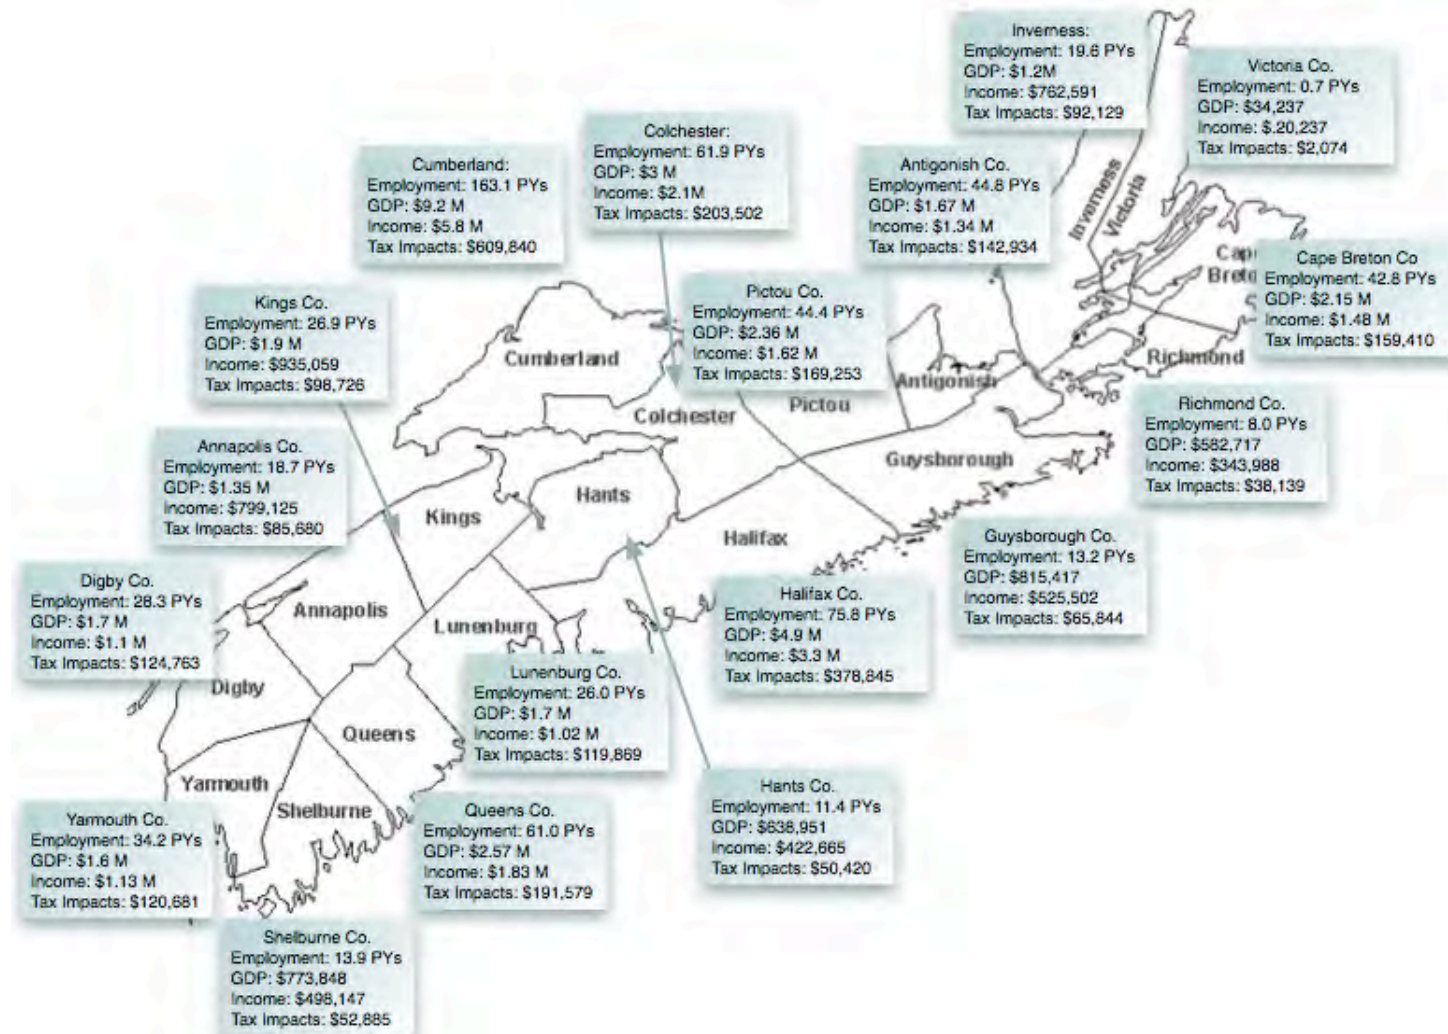 Inverness:
Employment: 19.6 PYs
GDP: $1.2M
Income: $762,591
Tax Impacts: $92,129
Victoria Co.
Employment: 0.7 PYs
GDP: $34,237
Income: $.20,237
Tax Impacts: $2,074
Colchester:
Employment: 61.9 PYs
GDP: $3 M
Income: $2.1M
Tax Impacts: $203,502
Cumberland:
Employment: 163.1 PYs
GDP: $9.2 M
Income: $5.8 M
Tax Impacts: $609,840
Antigonish Co.
Employment: 44.8 PYs
GDP: $1.67 M
Income: $1.34 M
Tax Impacts: $142,934
Inverness
Victoria
Cape Breton Co
Employment: 42.8 PYs
GDP: $2.15 M
Income: $1.48 M
Tax Impacts: $159,410
Kings Co.
Employment: 26.9 PYs
GDP: $1.9 M
Income: $935,059
Tax Impacts: $98,726
Pictou Co.
Employment: 44.4 PYs
GDP: $2.36 M
Income: $1.62 M
Tax Impacts: $169,253
Cumberland
Richmond
Antigonish
Pictou
Colchester
Richmond Co.
Employment: 8.0 PYs
GDP: $582,717
Income: $343,988
Tax Impacts: $38,139
Annapolis Co.
Employment: 18.7 PYs
GDP: $1.35 M
Income: $799,125
Tax Impacts: $85,680
Guysborough
Hants
Kings
Halifax
Guysborough Co.
Employment: 13.2 PYs
GDP: $815,417
Income: $525,502
Tax Impacts: $65,844
Digby Co.
Employment: 28.3 PYs
GDP: $1.7 M
Income: $1.1 M
Tax Impacts: $124,763
Annapolis
Lunenburg
Halifax Co.
Employment: 75.8 PYs
GDP: $4.9 M
Income: $3.3 M
Tax Impacts: $378,845
Digby
Lunenburg Co.
Employment: 26.0 PYs
GDP: $1.7 M
Income: $1.02 M
Tax Impacts: $119,869
Queens
Yarmouth
Shelburne
Hants Co.
Employment: 11.4 PYs
GDP: $638,951
Income: $422,665
Tax Impacts: $50,420
Yarmouth Co.
Employment: 34.2 PYs
GDP: $1.6 M
Income: $1.13 M
Tax Impacts: $120,681
Queens Co.
Employment: 61.0 PYs
GDP: $2.57 M
Income: $1.83 M
Tax Impacts: $191,579
Shelburne Co.
Employment: 13.9 PYs
GDP: $773,848
Income: $498,147
Tax Impacts: $52,885